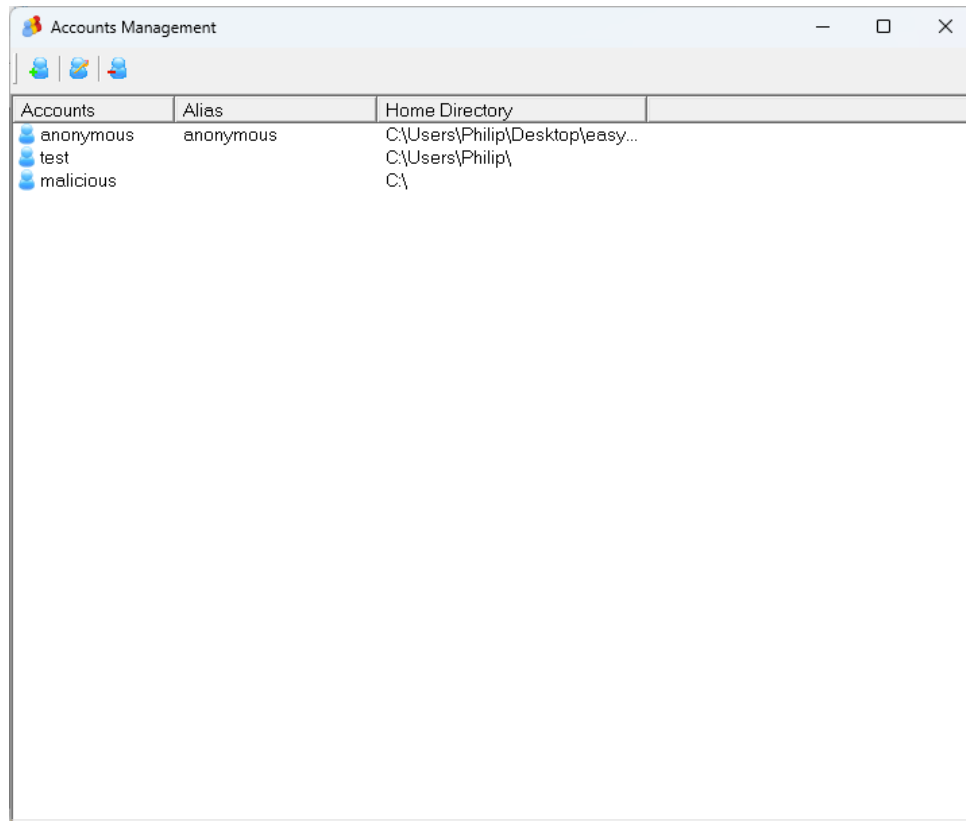 Accounts Management
Accounts Alias Home Directory
anonymous anonymous C:\Users\Philip\Desktop\easy...
test C:\Users\Philip\
malicious C:\